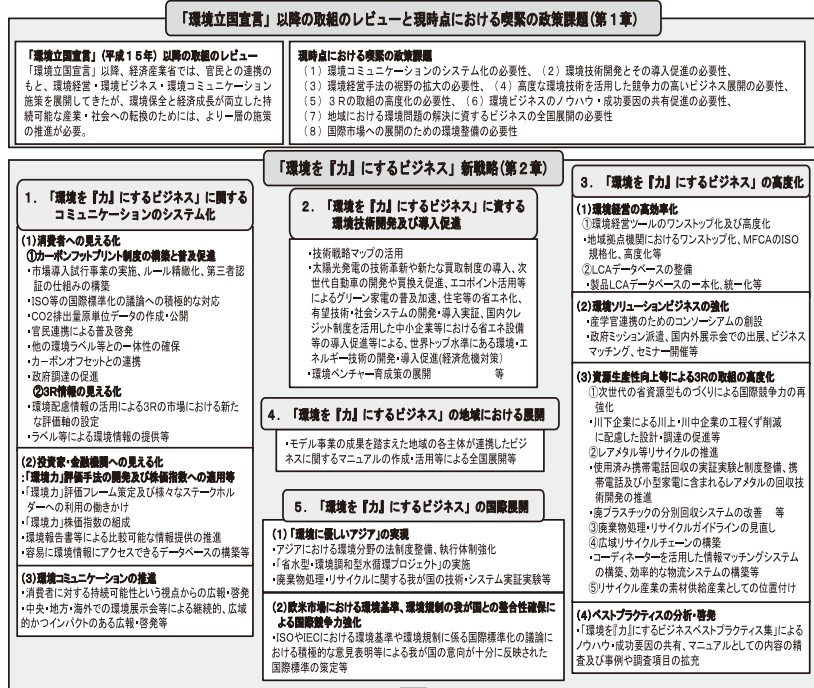 「環境立国宣言」以降の取組のレビューと現時点における喫緊の政策課題(第1章)
「環境立国宣言」(平成15年)以降の取組のレビュー
「環境立国宣言」以降、経済産業省では、官民との連携の
もと、環境経営・環境ビジネス・環境コミュニケーション
施策を展開してきたが、環境保全と経済成長が両立した持
続可能な産業・社会への転換のためには、より一層の施策
の推進が必要。
現時点における喫緊の政策課題
(1)環境コミュニケーションのシステム化の必要性、(2)環境技術開発とその導入促進の必要性、
(3)環境経営手法の裾野の拡大の必要性、(4)高度な環境技術を活用した競争力の高いビジネス展開の必要性、
(5)3Rの取組の高度化の必要性、(6)環境ビジネスのノウハウ・成功要因の共有促進の必要性、
(7)地域における環境問題の解決に資するビジネスの全国展開の必要性
(8)国際市場への展開のための環境整備の必要性
「環境を『力』にするビジネス」新戦略(第2章)
1.「環境を『力』にするビジネス」に関する
コミュニケーションのシステム化
(1)消費者への見える化
①カーボンフットプリント制度の構築と普及促進
・市場導入試行事業の実施、ルール精緻化、第三者認
証の仕組みの構築
・ISO等の国際標準化の議論への積極的な対応
・CO2排出量原単位データの作成・公開
・官民連携による普及啓発
・他の環境ラベル等との一体性の確保
・カーボンオフセットとの連携
・政府調達の促進
②3R情報の見える化
・環境配慮情報の活用による3Rの市場における新た
な評価軸の設定
・ラベル等による環境情報の提供等
(2)投資家・金融機関への見える化
:「環境力」評価手法の開発及び株価指数への適用等
・「環境力」評価フレーム策定及び様々なステークホル
ダーへの利用の働きかけ
・「環境力」株価指数の組成
・環境報告書等による比較可能な情報提供の推進
・容易に環境情報にアクセスできるデータベースの構築等
(3)環境コミュニケーションの推進
・消費者に対する持続可能性という視点からの広報・啓発
・中央・地方・海外での環境展示会等による継続的、広域
的かつインパクトのある広報・啓発等
2.「環境を『力』にするビジネス」に資する
環境技術開発及び導入促進
・技術戦略マップの活用
・太陽光発電の技術革新や新たな買取制度の導入、次
世代自動車の開発や買換え促進、エコポイント活用等
によるグリーン家電の普及加速、住宅等の省エネ化、
有望技術・社会システムの開発・導入実証、国内クレ
ジット制度を活用した中小企業等における省エネ設備
等の導入促進等による、世界トップ水準にある環境・エ
ネルギー技術の開発・導入促進(経済危機対策)
・環境ベンチャー育成策の展開 等
4.「環境を『力』にするビジネス」の地域における展開
・モデル事業の成果を踏まえた地域の各主体が連携したビジ
ネスに関するマニュアルの作成・活用等による全国展開等
5.「環境を『力』にするビジネス」の国際展開
(1)「環境に優しいアジア」の実現
・アジアにおける環境分野の法制度整備、執行体制強化
・「省水型・環境調和型水循環プロジェクト」の実施
・廃棄物処理・リサイクルに関する我が国の技術・システム実証実験等
(2)欧米市場における環境基準、環境規制の我が国との整合性確保に
よる国際競争力強化
・ISOやIECにおける環境基準や環境規制に係る国際標準化の議論
における積極的な意見表明等による我が国の意向が十分に反映された
国際標準の策定等
3.「環境を『力』にするビジネス」の高度化
(1)環境経営の高効率化
①環境経営ツールのワンストップ化及び高度化
・地域拠点機関におけるワンストップ化、MFCAのISO
規格化、高度化等
②LCAデータベースの整備
・製品LCAデータベースの一本化、統一化等
(2)環境ソリューションビジネスの強化
・産学官連携のためのコンソーシアムの創設
・政府ミッション派遣、国内外展示会での出展、ビジネス
マッチング、セミナー開催等
(3)資源生産性向上等による3Rの取組の高度化
①次世代の省資源型ものづくりによる国際競争力の再
強化
・川下企業による川上・川中企業の工程くず削減
に配慮した設計・調達の促進等
②レアメタル等リサイクルの推進
・使用済み携帯電話回収の実証実験と制度整備、携
帯電話及び小型家電に含まれるレアメタルの回収技
術開発の推進
・廃プラスチックの分別回収システムの改善 等
③廃棄物処理・リサイクルガイドラインの見直し
④広域リサイクルチェーンの構築
・コーディネーターを活用した情報マッチングシステム
の構築、効率的な物流システムの構築等
⑤リサイクル産業の素材供給産業としての位置付け
(4)ベストプラクティスの分析・啓発
・「環境を『力』にするビジネスベストプラクティス集」による
ノウハウ・成功要因の共有、マニュアルとしての内容の精
査及び事例や調査項目の拡充